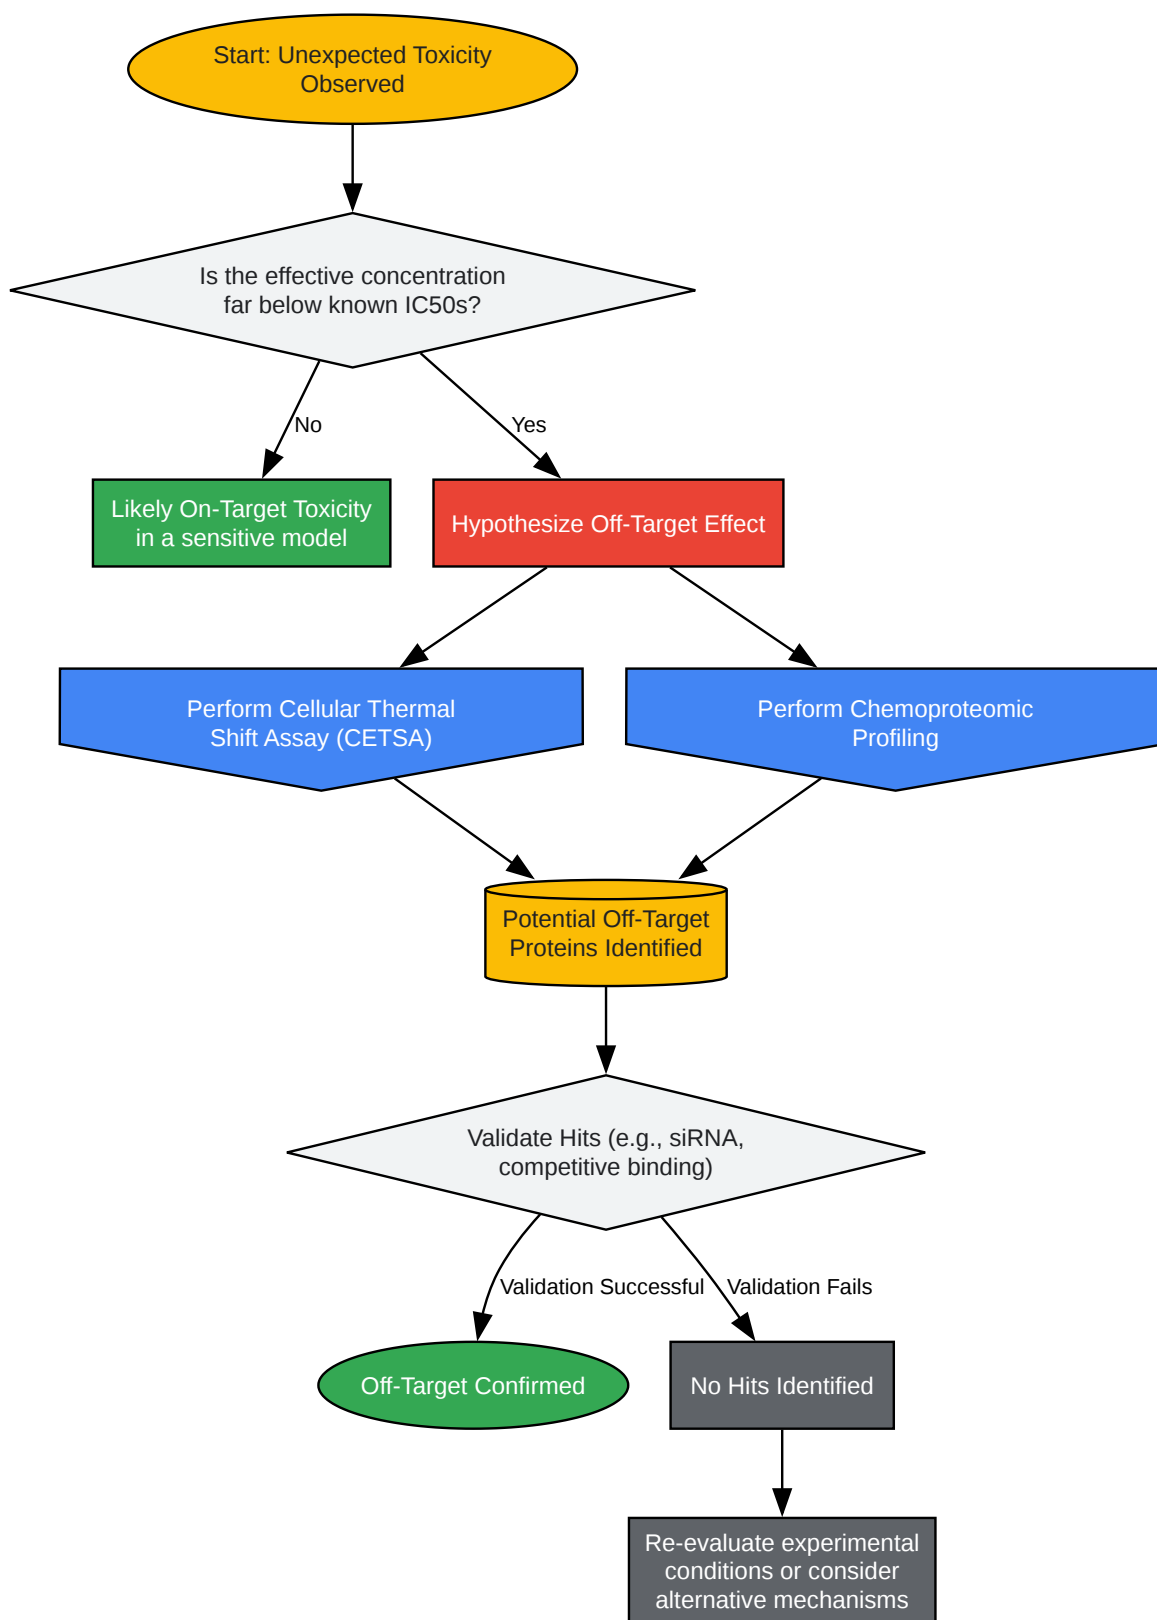 Start: Unexpected Toxicity
Observed
Is the effective concentration
far below known IC50s?
No
Yes
Likely On-Target Toxicity
in a sensitive model
Hypothesize Off-Target Effect
Perform Cellular Thermal
Shift Assay (CETSA)
Perform Chemoproteomic
Profiling
Potential Off-Target
Proteins Identified
Validate Hits (e.g., siRNA,
competitive binding)
Validation Successful
Validation Fails
Off-Target Confirmed
No Hits Identified
Re-evaluate experimental
conditions or consider
alternative mechanisms